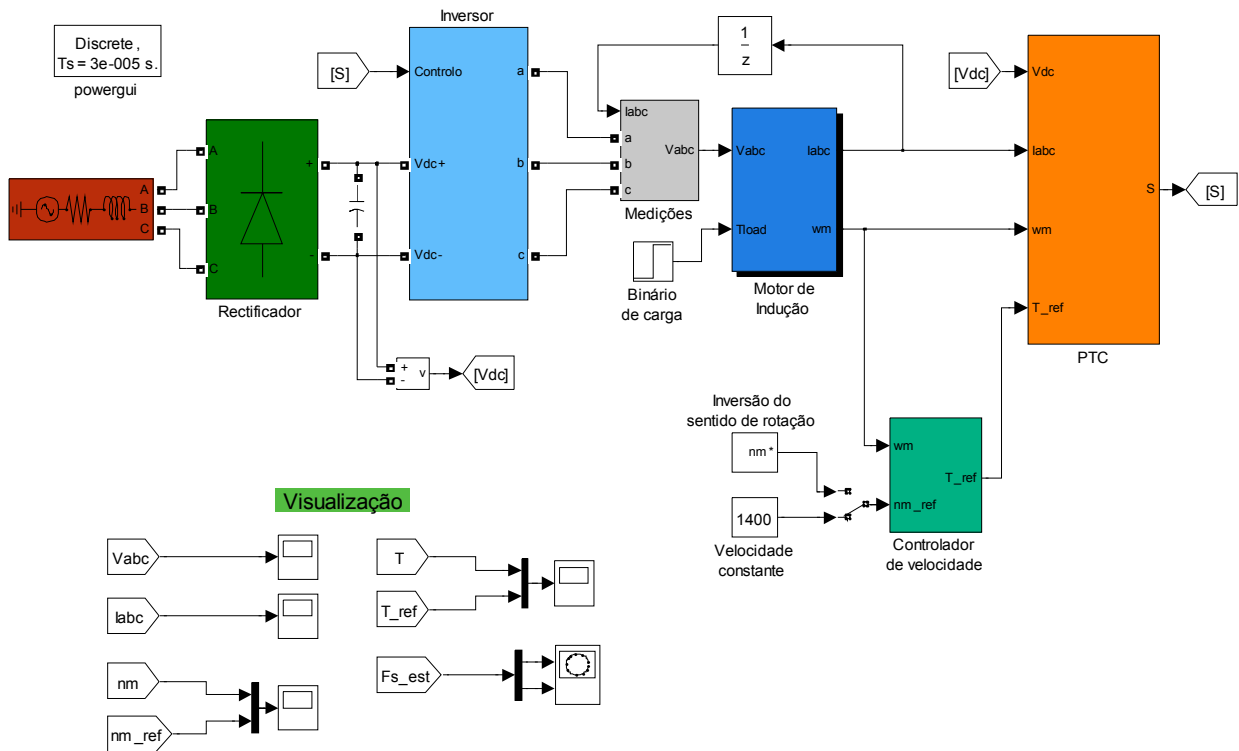 Discrete ,
Ts = 3e-005 s.
powergui
Inversor
[S]
Controlo
a
Vdc+
b
Vdc-
c
A
B
C
A
B
C
+
-
Rectificador
+
-
v
[Vdc]
1
z
Iabc
a
b
c
Vabc
Medições
Vabc
Iabc
Tload
wm
Motor de
Indução
Binário
de carga
[Vdc]
Vdc
Iabc
wm
T_ref
S
[S]
PTC
Inversão do
sentido de rotação
nm *
1400
Velocidade
constante
wm
nm _ref
T_ref
Controlador
de velocidade
Visualização
Vabc
Iabc
nm
nm _ref
T
T_ref
Fs_est